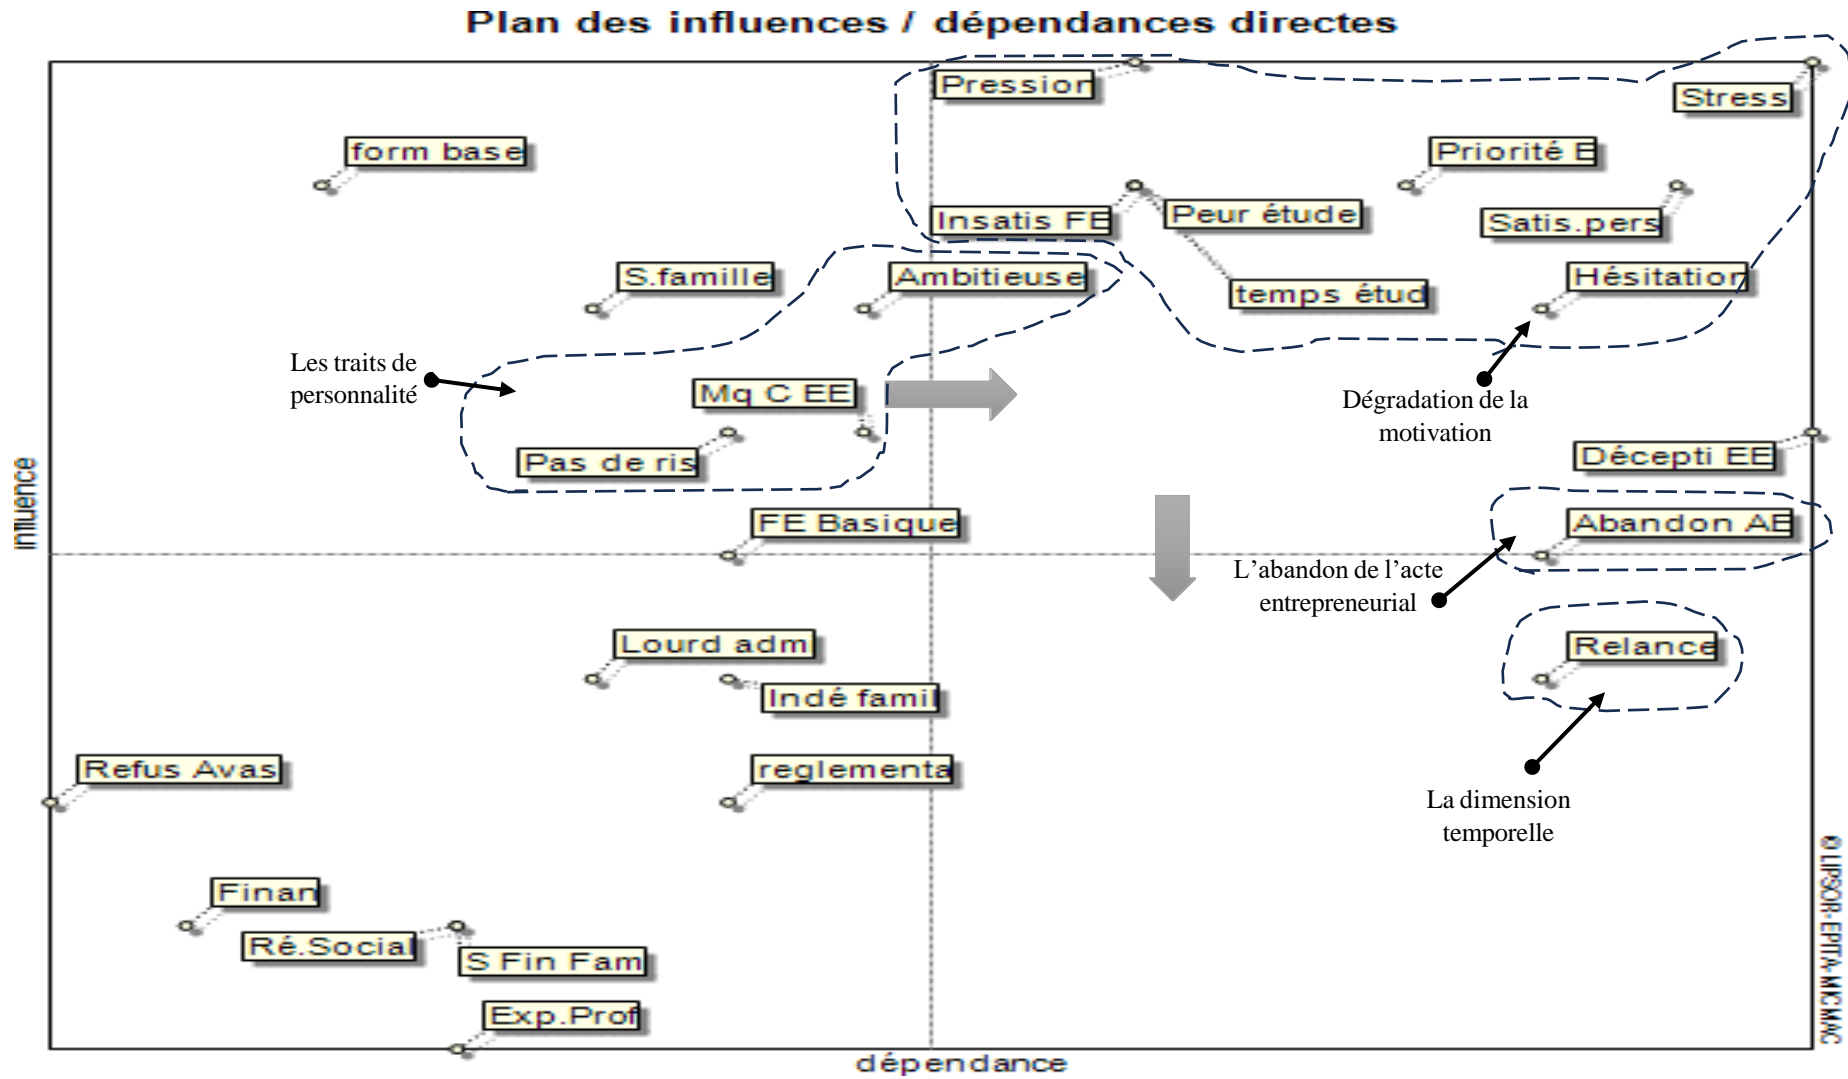 Plan des influences / dépendances directes
Pression
Stress
form base
Priorité E
Insatis FE
Peur étude
Satis.pers
S.famille
Ambitieuse
temps étud
Hésitation
Les traits de
personnalité
Mq C EE
Dégradation de la
motivation
Pas de ris
Décepti EE
influence
FE Basique
Abandon AE
L’abandon de l’acte
entrepreneurial
Lourd adm
Relance
Indé famil
Refus Avas
reglementa
La dimension
temporelle
Finan
Ré.Social
S Fin Fam
Exp.Prof
dépendance
© LIPSOR-EPITA-MICMAC